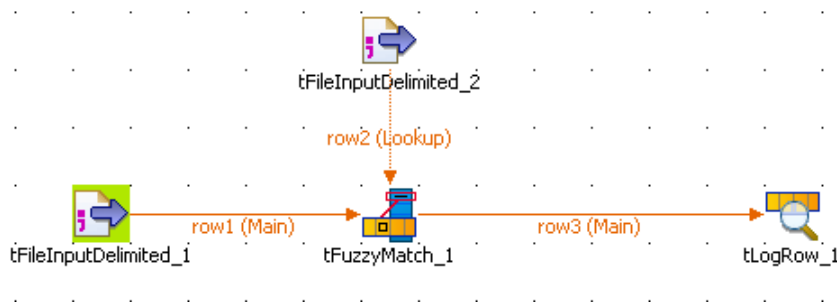 tFileInputDelimited_2
row2 (Lookup)
row1 (Main)
row3 (Main)
tFileInputDelimited_1
tFuzzyMatch_1
tLogRow_1